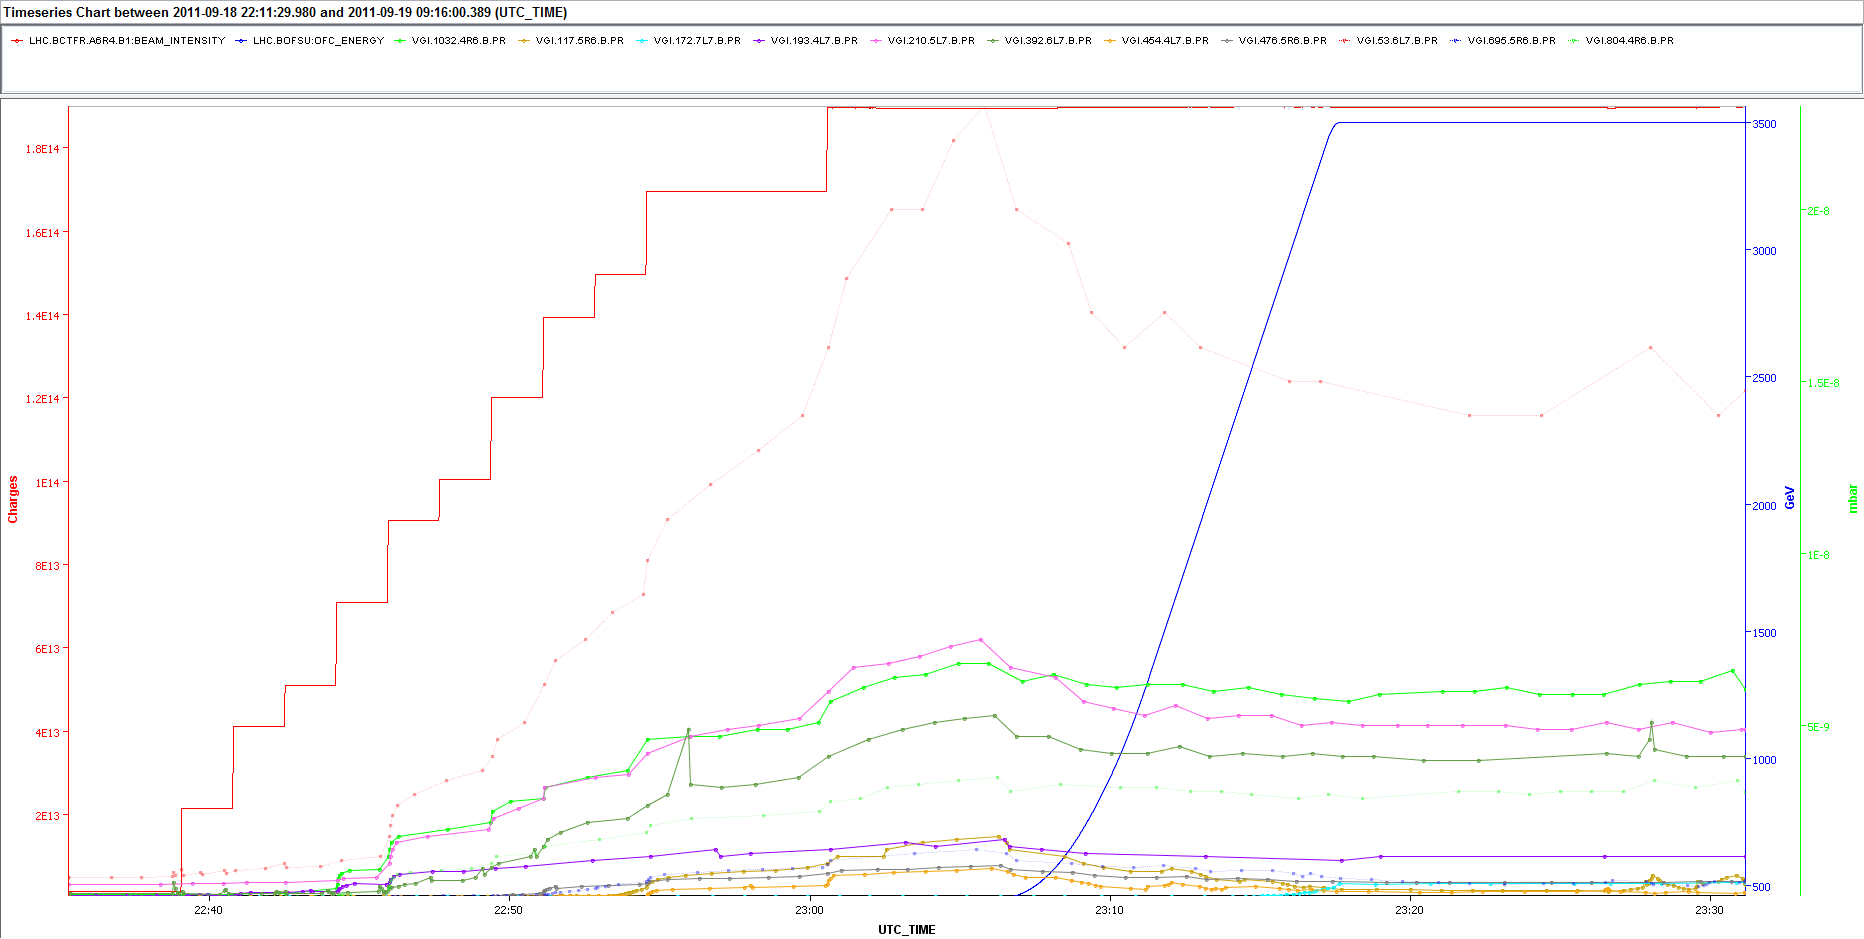 Timeseries Chart between 2011-09-18 22:11:29.980 and 2011-09-19 09:16:00.389 (UTC_TIME)
LHC.BCTFR.A6R4.B1:BEAM_INTENSITY LHC.BOFSU:OFC_ENERGY VGI.1032.4R6.B.PR VGI.117.5R6.B.PR VGI.172.7L7.B.PR VGI.193.4L7.B.PR VGI.210.5L7.B.PR VGI.392.6L7.B.PR VGI.454.4L7.B.PR VGI.476.5R6.B.PR VGI.53.6L7.B.PR VGI.695.5R6.B.PR VGI.804.4R6.B.PR
Charges
1.8E14
1.6E14
1.4E14
1.2E14
1E14
8E13
6E13
4E13
2E13
3500
3000
2500
2000
1500
1000
500
GeV
2E-8
1.5E-8
1E-8
5E-9
mbar
22:40 22:50 23:00 23:10 23:20 23:30
UTC_TIME